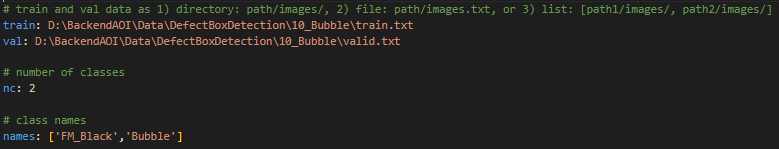 # train and val data as 1) directory: path/images/, 2) file: path/images.txt, or 3) list: [path1/images/, path2/images/]
train: D:\BackendAOI\Data\DefectBoxDetection\10_Bubble\train.txt
val: D:\BackendAOI\Data\DefectBoxDetection\10_Bubble\valid.txt
# number of classes
nc: 2
# class names
names: ['FM_Black','Bubble']